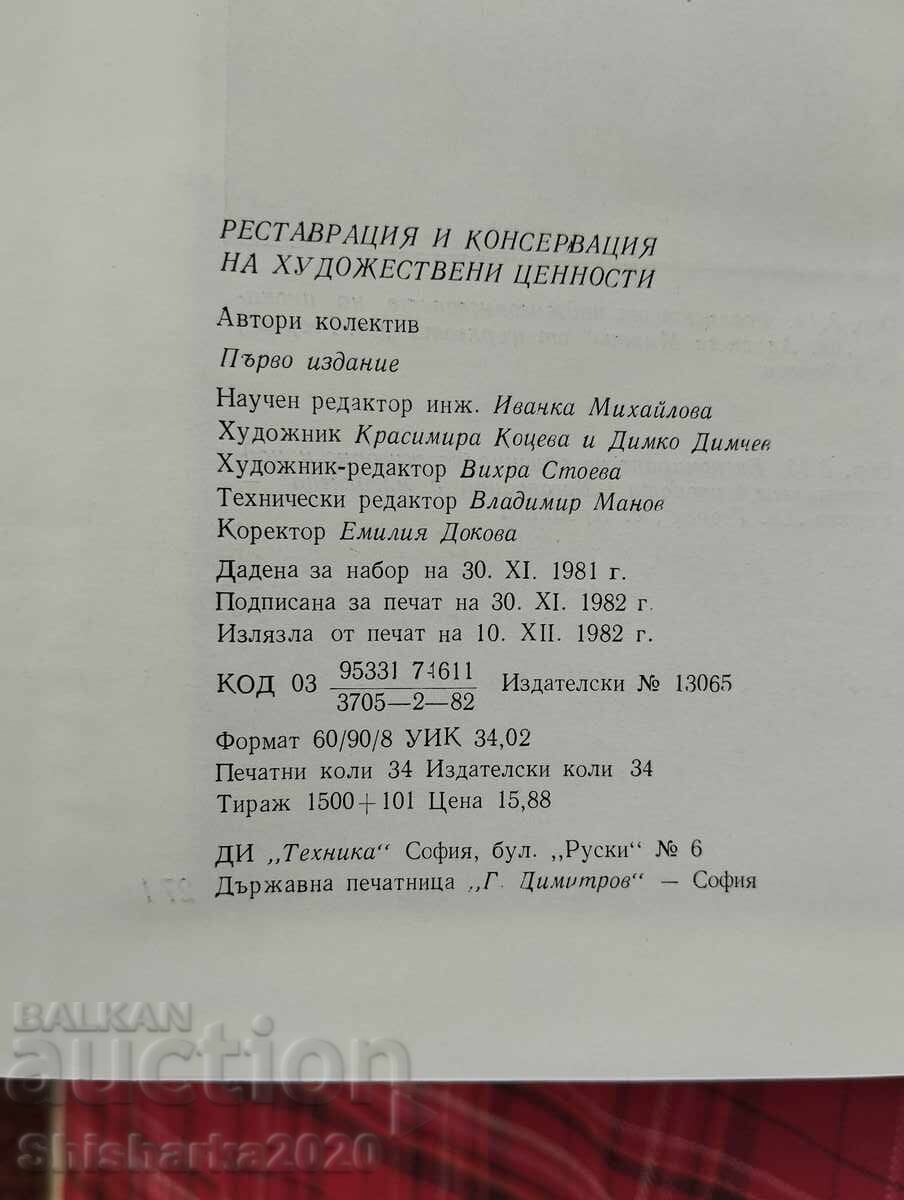 РЕСТАВРАЦИЯ И КОНСЕРВАЦИЯ
НА ХУДОЖЕСТВЕНИ ЦЕННОСТИ
Автори колектив
Първо издание
Научен редактор инж. Иванка Михайлова
Художник Красимира Коцева и Димко Димчев
Художник-редактор Вихра Стоева
Технически редактор Владимир Манов
Коректор Емилия Докова
Дадена за набор на 30. XI. 1981 г.
Подписана за печат на 30. XI. 1982 г.
Излязла от печат на 10. XII. 1982 г.
КОД 03 95331 74611 / 3705—2—82 Издателски № 13065
Формат 60/90/8 УИК 34,02
Печатни коли 34 Издателски коли 34
Тираж 1500+101 Цена 15,88
ДИ „Техника“ София, бул. „Руски“ № 6
Държавна печатница „Г. Димитров“ — София
BALKAN
auction
Shisharka2020